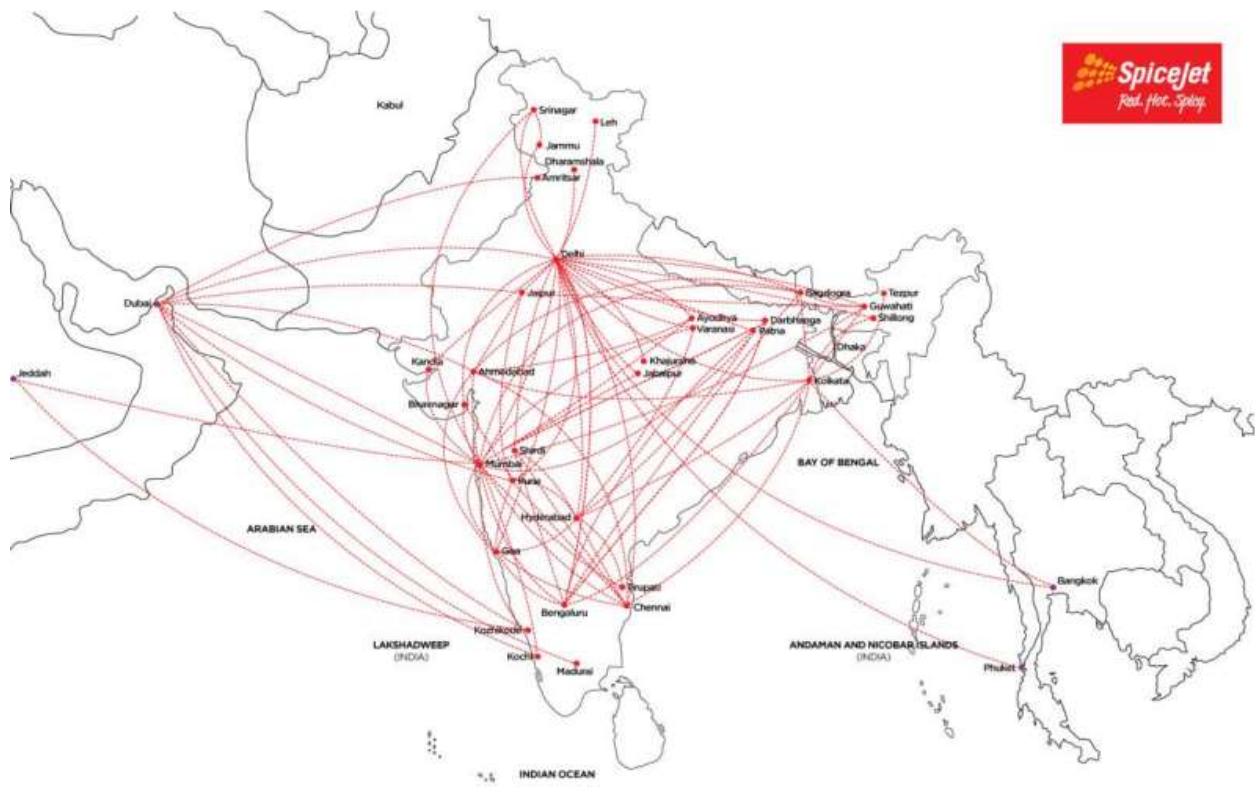 SpiceJet
Red. Hot. Spicy.
Kabul
Srinagar
Leh
Jammu
Dharamshala
Amritsar
Delhi
Dubai
Jaipur
Bagdogra
Tezpur
Guwahati
Shillong
Ayodhya
Darbhanga
Varanasi
Patna
Dhaka
Kandla
Khajuraho
Jeddah
Ahmedabad
Jabalpur
Kolkata
Bhavnagar
Shirdi
Mumbai
BAY OF BENGAL
Pune
Hyderabad
ARABIAN SEA
Goa
Bangkok
Tirupati
Bengaluru
Chennai
Kozhikode
LAKSHADWEEP
(INDIA)
ANDAMAN AND NICOBAR ISLANDS
(INDIA)
Kochi
Madurai
Phuket
INDIAN OCEAN